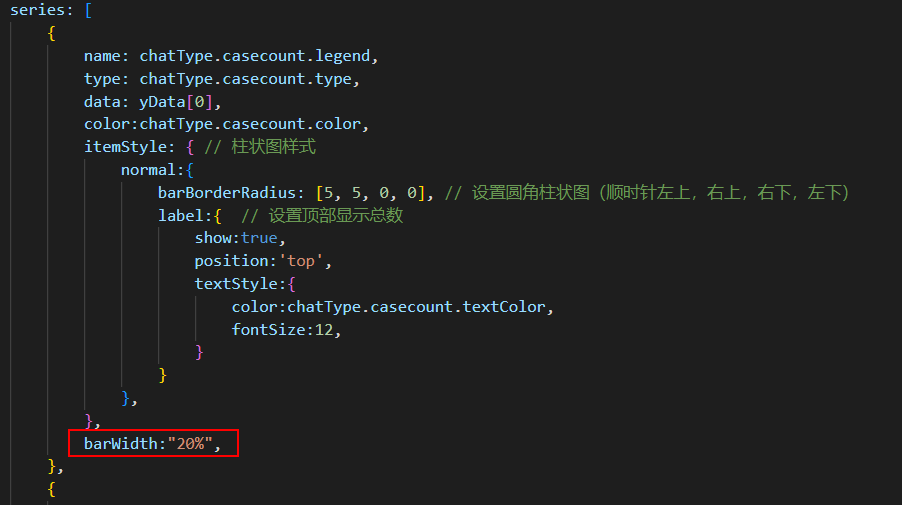 series: [
{
name: chatType.casecount.legend,
type: chatType.casecount.type,
data: yData[0],
color:chatType.casecount.color,
itemStyle: { // 柱状图样式
normal:{
barBorderRadius: [5, 5, 0, 0], // 设置圆角柱状图（顺时针左上，右上，右下，左下）
label:{  // 设置顶部显示总数
show:true,
position:'top',
textStyle:{
color:chatType.casecount.textColor,
fontSize:12,
}
}
},
},
barWidth:"20%",
},
{